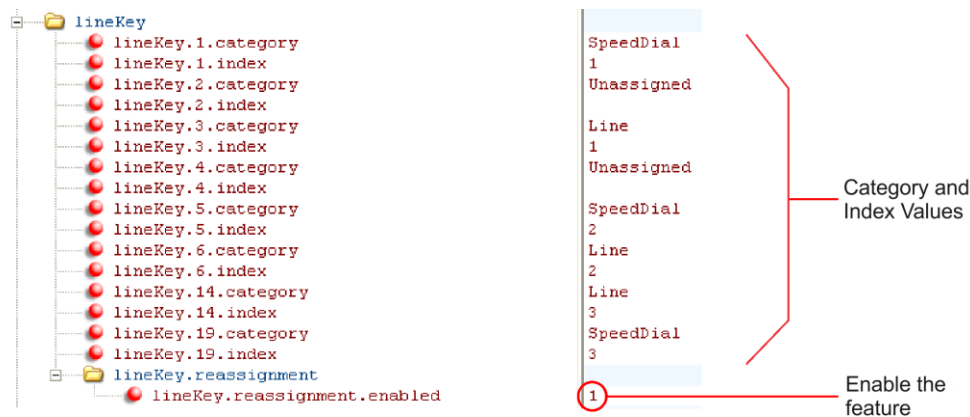 lineKey
lineKey.1.category SpeedDial
lineKey.1.index 1
lineKey.2.category Unassigned
lineKey.2.index
lineKey.3.category Line
lineKey.3.index 1
lineKey.4.category Unassigned
lineKey.4.index
lineKey.5.category SpeedDial
lineKey.5.index 2
lineKey.6.category Line
lineKey.6.index 2
lineKey.14.category Line
lineKey.14.index 3
lineKey.19.category SpeedDial
lineKey.19.index 3
lineKey.reassignment
lineKey.reassignment.enabled 1
Category and
Index Values
Enable the
feature